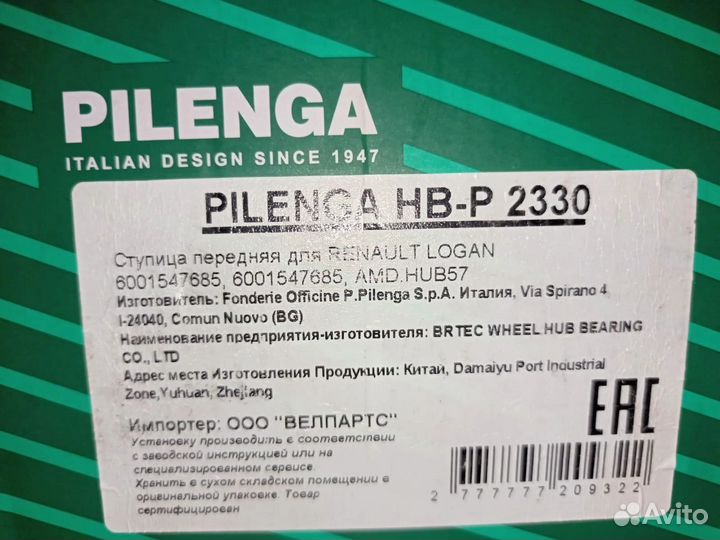 PILENGA
ITALIAN DESIGN SINCE 1947
PILENGA HB-P 2330
Ступица передняя для RENAULT LOGAN
6001547685, 6001547685, AMD.HUB57
Изготовитель: Fonderie Officine P.Pilenga S.p.A. Италия, Via Spirano 4
I-24040, Comun Nuovo (BG)
Наименование предприятия-изготовителя: BRTEC WHEEL HUB BEARING
CO., LTD
Адрес места Изготовления Продукции: Китай, Damaiyu Port Industrial
Zone,Yuhuan, Zhejiang
Импортер: ООО "ВЕЛПАРТС"
EAC
Установку производить в соответствии
с заводской инструкцией или на
специализированном сервисе.
Хранить в сухом складском помещении в
оригинальной упаковке. Товар
сертифицирован
2 777777 209322
Avito